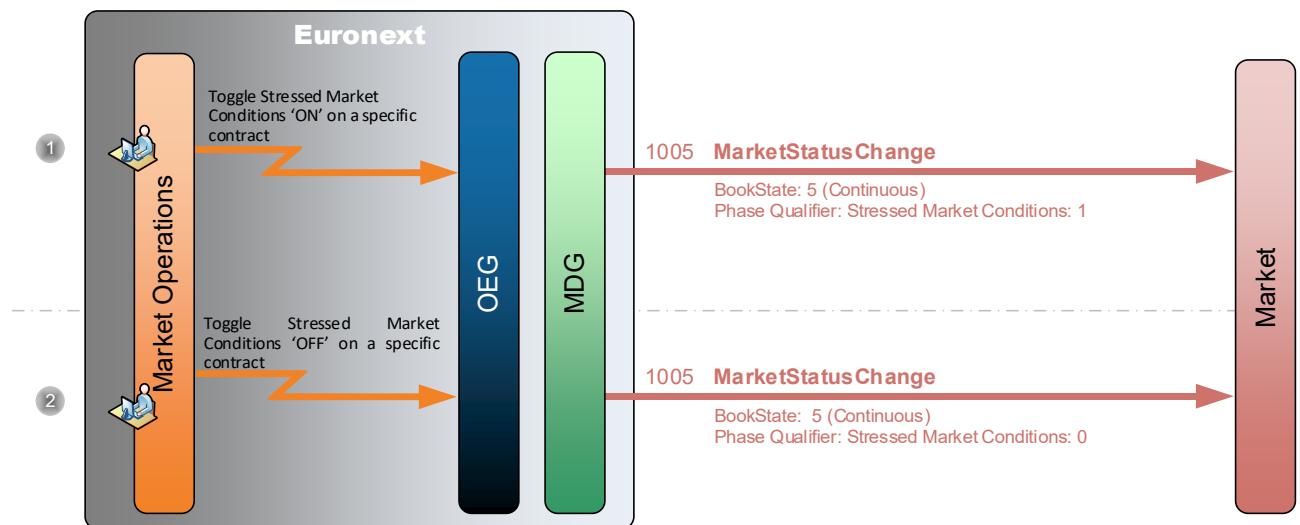 Euronext
Toggle Stressed Market
Conditions ‘ON’ on a specific
contract
1
1005 MarketStatusChange
BookState: 5 (Continuous)
Phase Qualifier: Stressed Market Conditions: 1
Market Operations
OEG
MDG
Market
Toggle Stressed Market
Conditions ‘OFF’ on a specific
contract
2
1005 MarketStatusChange
BookState: 5 (Continuous)
Phase Qualifier: Stressed Market Conditions: 0